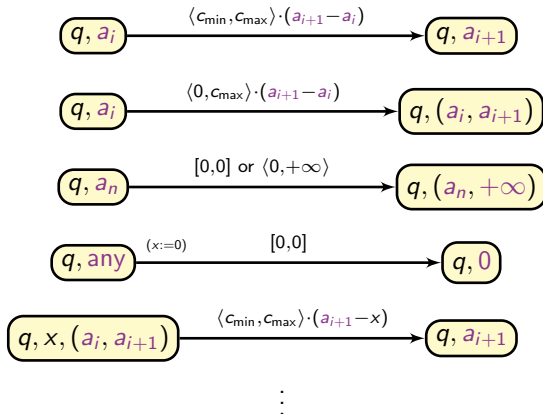 ⟨c_min, c_max⟩·(a_{i+1}−a_i)
q, a_i q, a_{i+1}
⟨0, c_max⟩·(a_{i+1}−a_i)
q, a_i q, (a_i, a_{i+1})
[0,0] or ⟨0,+∞⟩
q, a_n q, (a_n, +∞)
(x:=0) [0,0]
q, any q, 0
⟨c_min, c_max⟩·(a_{i+1}−x)
q, x, (a_i, a_{i+1}) q, a_{i+1}
⋮